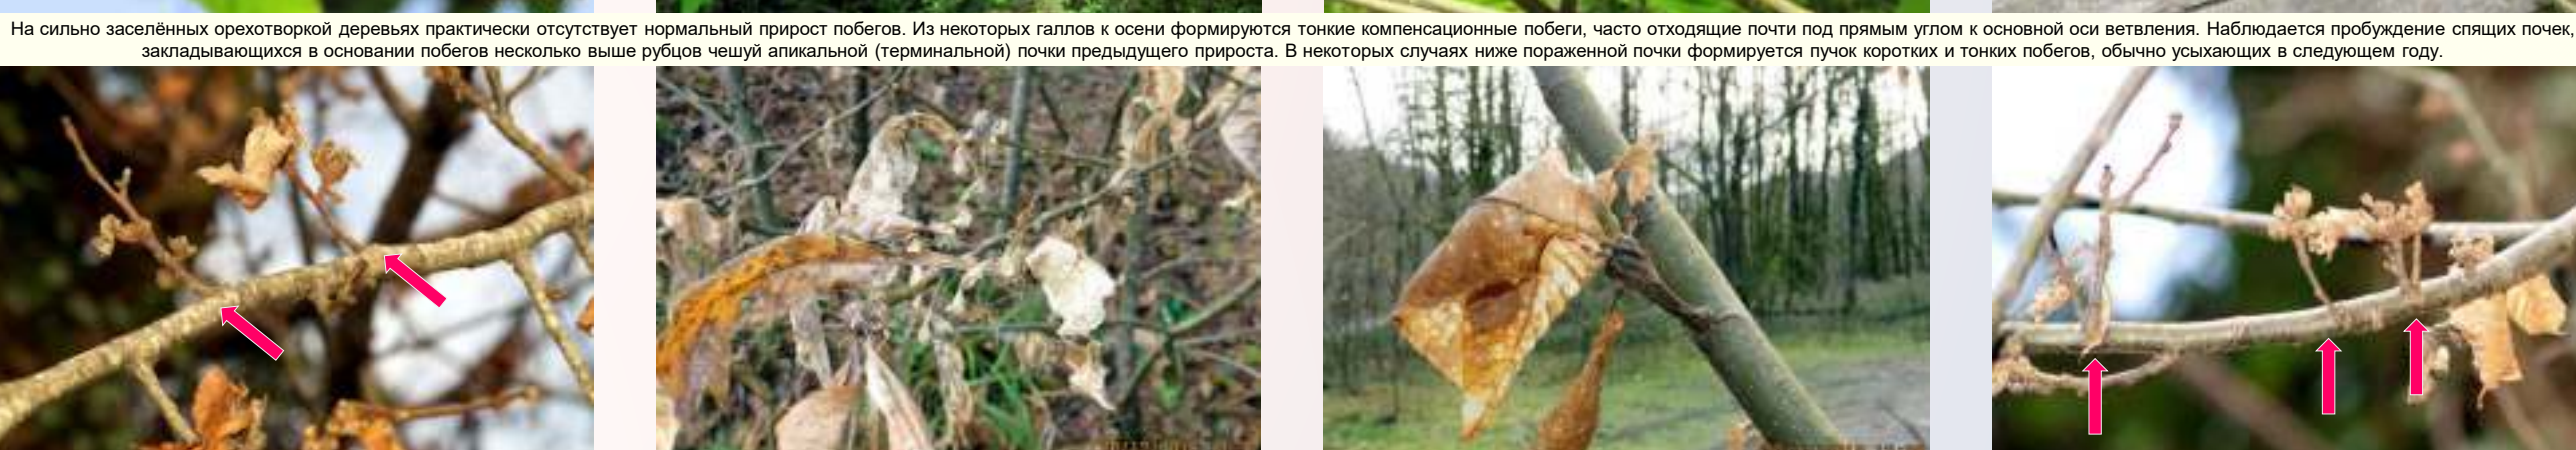 На сильно заселённых орехотворкой деревьях практически отсутствует нормальный прирост побегов. Из некоторых галлов к осени формируются тонкие компенсационные побеги, часто отходящие почти под прямым углом к основной оси ветвления. Наблюдается пробуждение спящих почек,
закладывающихся в основании побегов несколько выше рубцов чешуй апикальной (терминальной) почки предыдущего прироста. В некоторых случаях ниже пораженной почки формируется пучок коротких и тонких побегов, обычно усыхающих в следующем году.